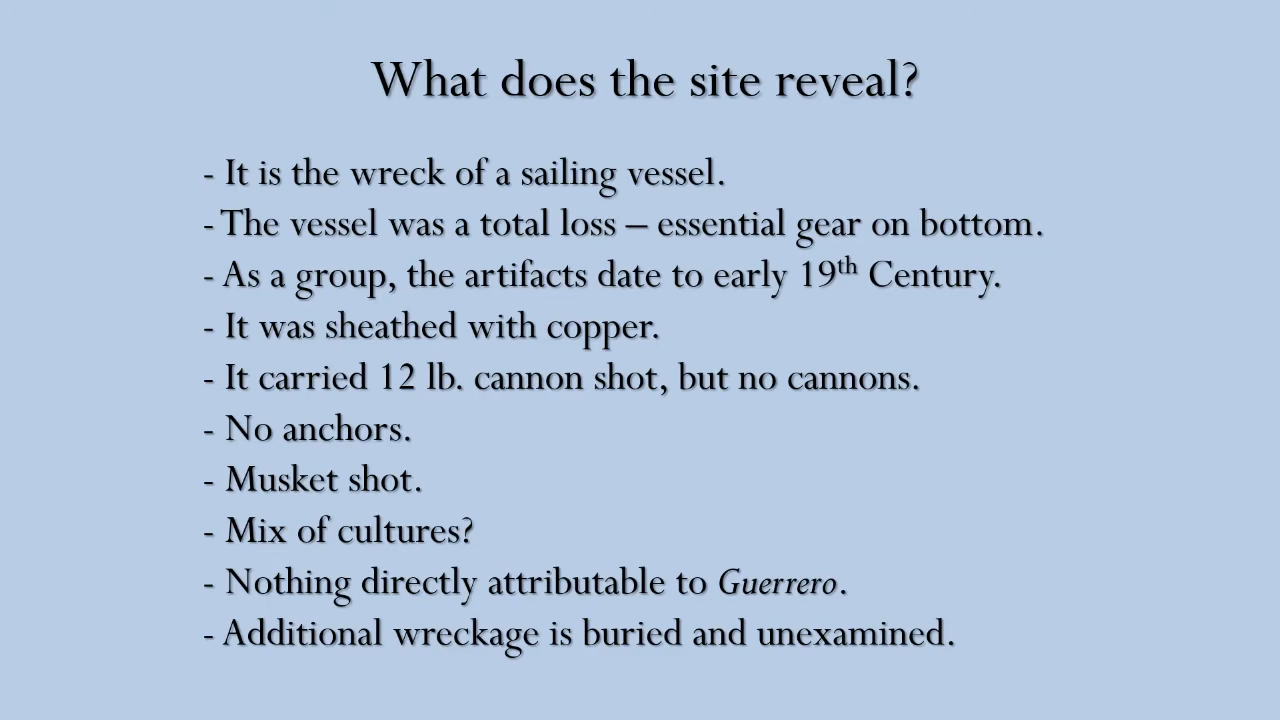 What does the site reveal?
- It is the wreck of a sailing vessel.
- The vessel was a total loss – essential gear on bottom.
- As a group, the artifacts date to early 19th Century.
- It was sheathed with copper.
- It carried 12 lb. cannon shot, but no cannons.
- No anchors.
- Musket shot.
- Mix of cultures?
- Nothing directly attributable to Guerrero.
- Additional wreckage is buried and unexamined.